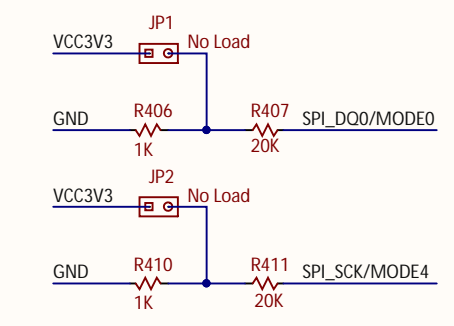 JP1
VCC3V3
No Load
GND
R406
1K
R407
20K
SPI_DQ0/MODE0
JP2
VCC3V3
No Load
GND
R410
1K
R411
20K
SPI_SCK/MODE4